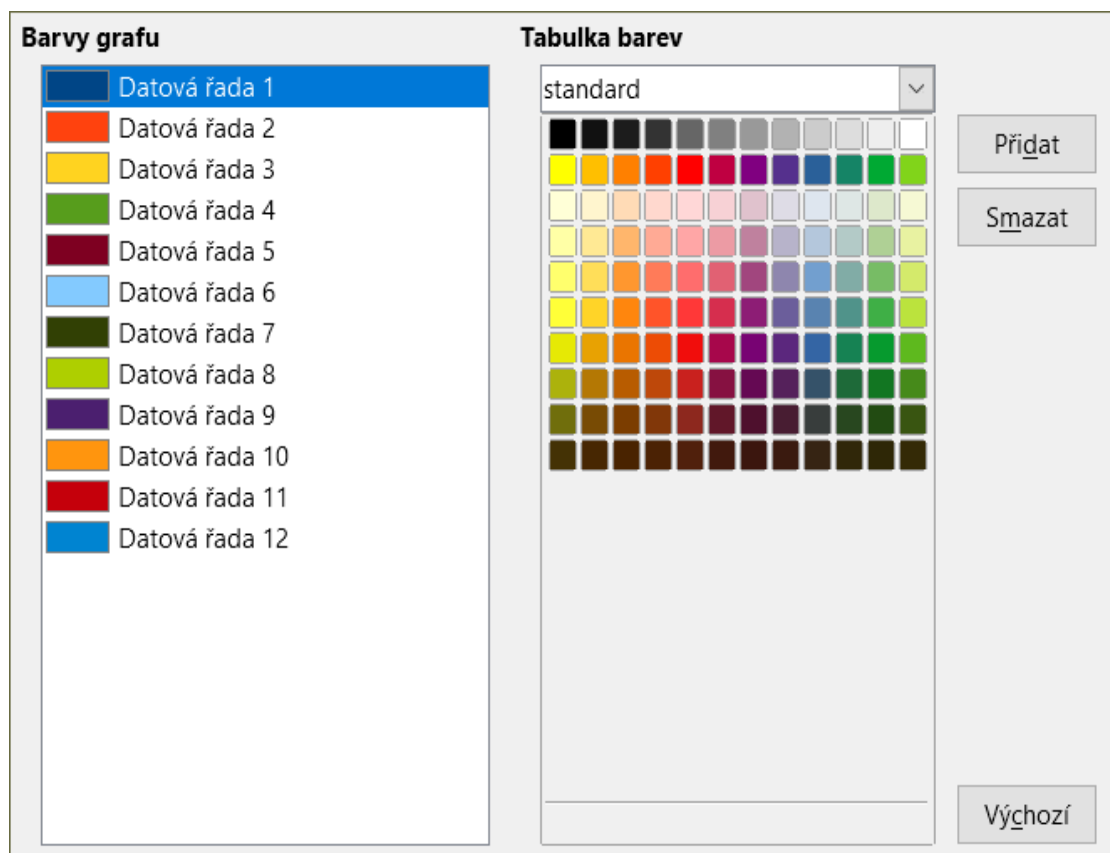 Barvy grafu
Datová řada 1
Datová řada 2
Datová řada 3
Datová řada 4
Datová řada 5
Datová řada 6
Datová řada 7
Datová řada 8
Datová řada 9
Datová řada 10
Datová řada 11
Datová řada 12
Tabulka barev
standard
Přidat
Smazat
Výchozí